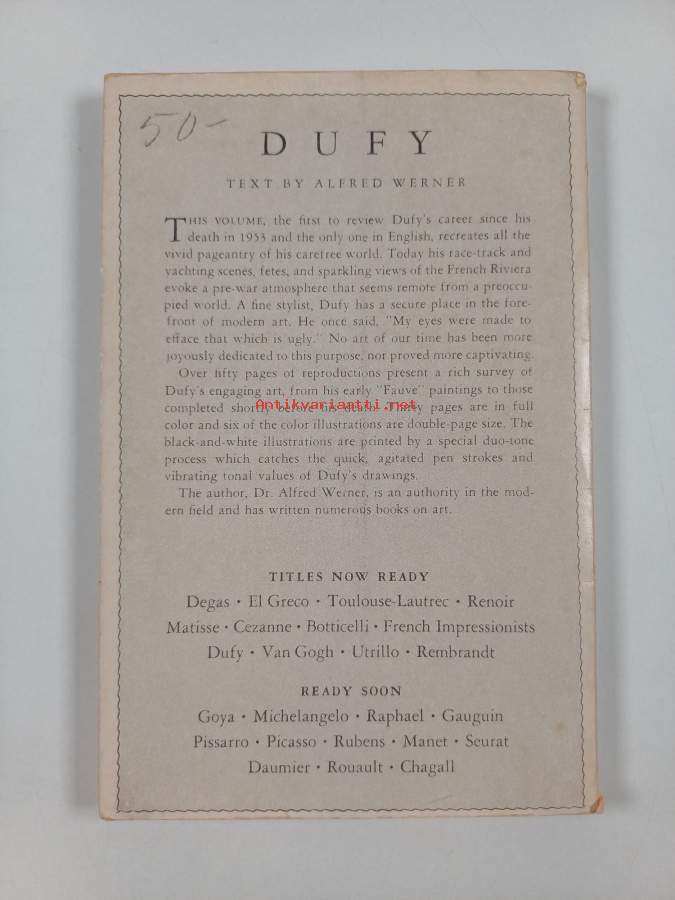 50-
DUFY
TEXT BY ALFRED WERNER
THIS VOLUME, the first to review Dufy's career since his
death in 1953 and the only one in English, recreates all the
vivid pageantry of his carefree world. Today his race-track and
yachting scenes, fetes, and sparkling views of the French Riviera
evoke a pre-war atmosphere that seems remote from a preoccu-
pied world. A fine stylist, Dufy has a secure place in the fore-
front of modern art. He once said, "My eyes were made to
efface that which is ugly." No art of our time has been more
joyously dedicated to this purpose, nor proved more captivating.
Over fifty pages of reproductions present a rich survey of
Dufy's engaging art, from his early "Fauve" paintings to those
Antikvariaatti.net
completed shortly before his death. Thirty pages are in full
color and six of the color illustrations are double-page size. The
black-and-white illustrations are printed by a special duo-tone
process which catches the quick, agitated pen strokes and
vibrating tonal values of Dufy's drawings.
The author, Dr. Alfred Werner, is an authority in the mod-
ern field and has written numerous books on art.
TITLES NOW READY
Degas · El Greco · Toulouse-Lautrec · Renoir
Matisse · Cezanne · Botticelli · French Impressionists
Dufy · Van Gogh · Utrillo · Rembrandt
READY SOON
Goya · Michelangelo · Raphael · Gauguin
Pissarro · Picasso · Rubens · Manet · Seurat
Daumier · Rouault · Chagall